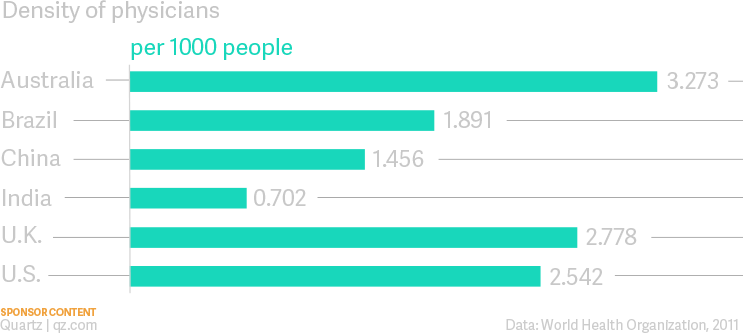 Density of physicians
per 1000 people
Australia 3.273
Brazil 1.891
China 1.456
India 0.702
U.K. 2.778
U.S. 2.542
SPONSOR CONTENT
Quartz | qz.com Data: World Health Organization, 2011